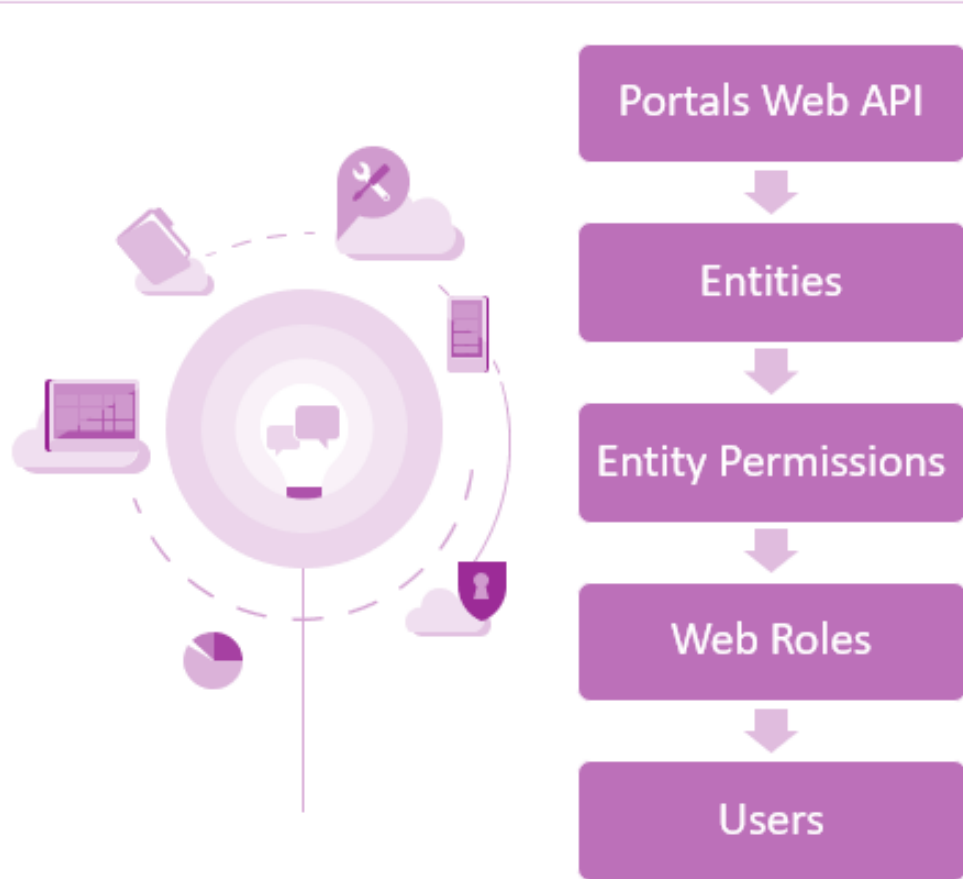 Portals Web API
Entities
Entity Permissions
Web Roles
Users